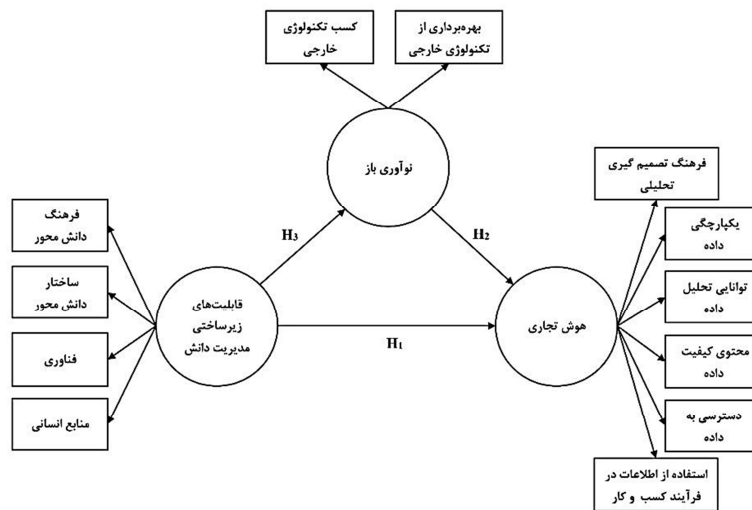 کسب تکنولوژی
خارجی
بهره‌برداری از
تکنولوژی خارجی
نوآوری باز
فرهنگ تصمیم گیری
تحلیلی
فرهنگ
دانش محور
یکپارچگی
داده
H3
H2
ساختار
دانش محور
قابلیت‌های
زیرساختی
مدیریت دانش
هوش تجاری
توانایی تحلیل
داده
H1
فناوری
محتوی کیفیت
داده
منابع انسانی
دسترسی به
داده
استفاده از اطلاعات در
فرآیند کسب و کار